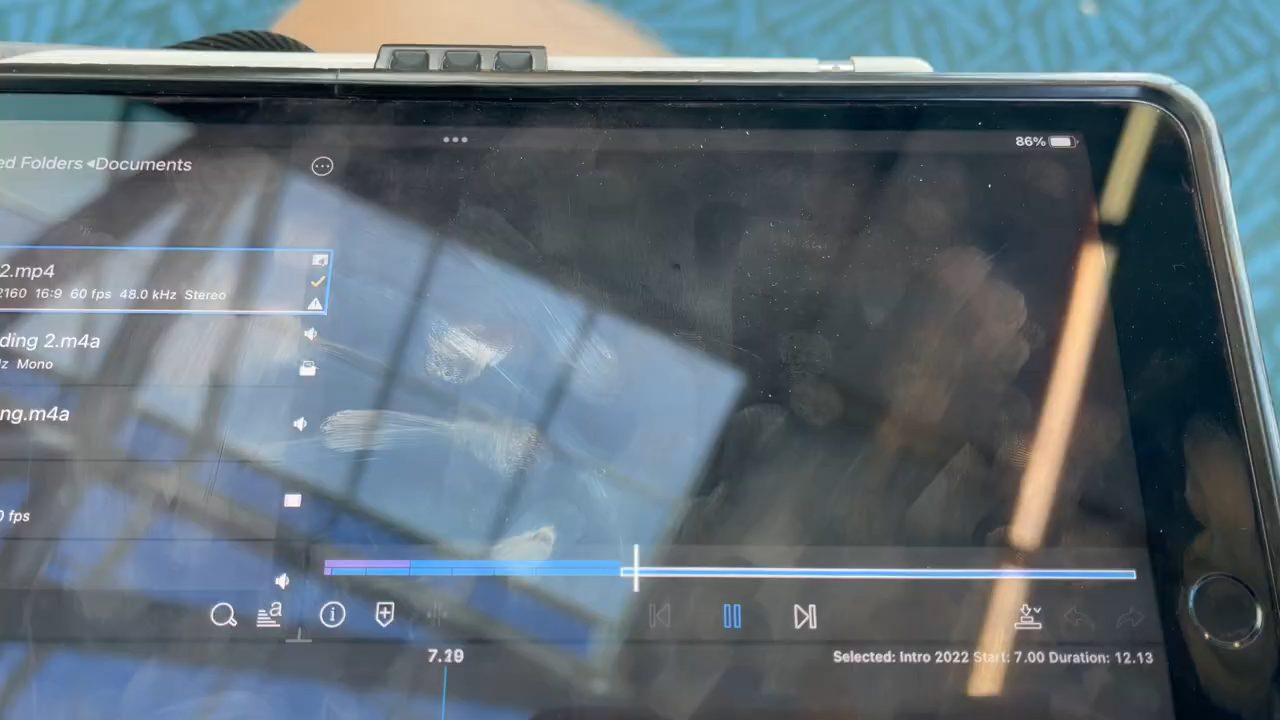 86%
ed Folders Documents
2.mp4
2160 16:9 60 fps 48.0 kHz Stereo
ding 2.m4a
z Mono
ng.m4a
0 fps
7.19
Selected: Intro 2022 Start: 7.00 Duration: 12.13